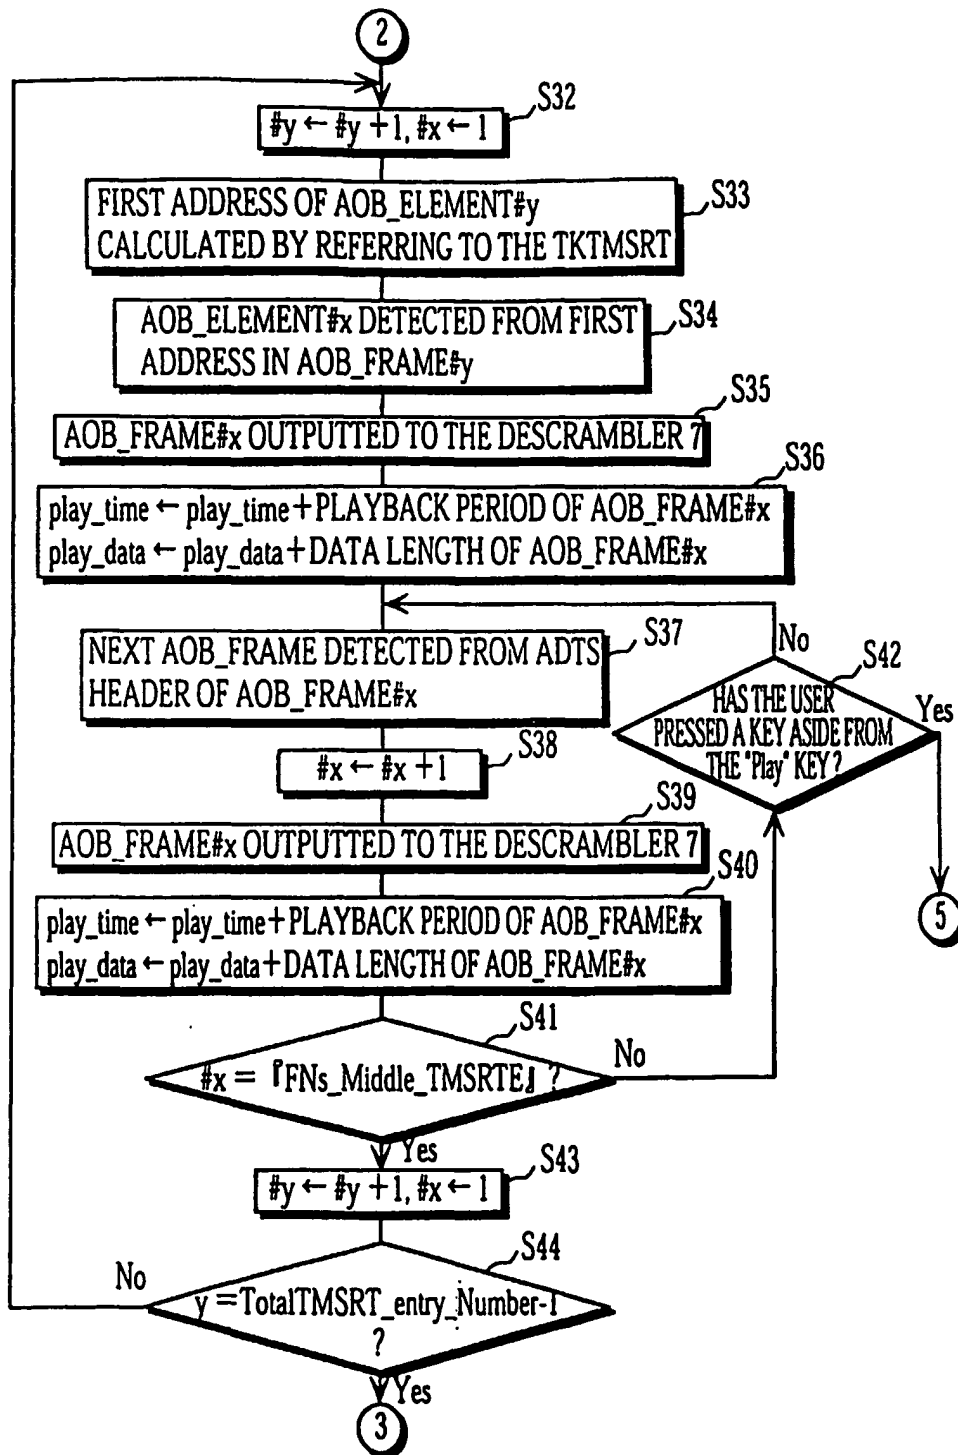 2
S32
#y ← #y + 1, #x ← 1
S33
FIRST ADDRESS OF AOB_ELEMENT#y
CALCULATED BY REFERRING TO THE TKTMSRT
S34
AOB_ELEMENT#x DETECTED FROM FIRST
ADDRESS IN AOB_FRAME#y
S35
AOB_FRAME#x OUTPUTTED TO THE DESCRAMBLER 7
S36
play_time ← play_time + PLAYBACK PERIOD OF AOB_FRAME#x
play_data ← play_data + DATA LENGTH OF AOB_FRAME#x
S37
NEXT AOB_FRAME DETECTED FROM ADTS
HEADER OF AOB_FRAME#x
No
S42
HAS THE USER
PRESSED A KEY ASIDE FROM
THE "Play" KEY ?
Yes
S38
#x ← #x + 1
S39
AOB_FRAME#x OUTPUTTED TO THE DESCRAMBLER 7
S40
play_time ← play_time + PLAYBACK PERIOD OF AOB_FRAME#x
play_data ← play_data + DATA LENGTH OF AOB_FRAME#x
5
S41
#x = 『FNs_Middle_TMSRTE』 ?
No
Yes
S43
#y ← #y + 1, #x ← 1
S44
No
y = TotalTMSRT_entry_Number-1
?
Yes
3